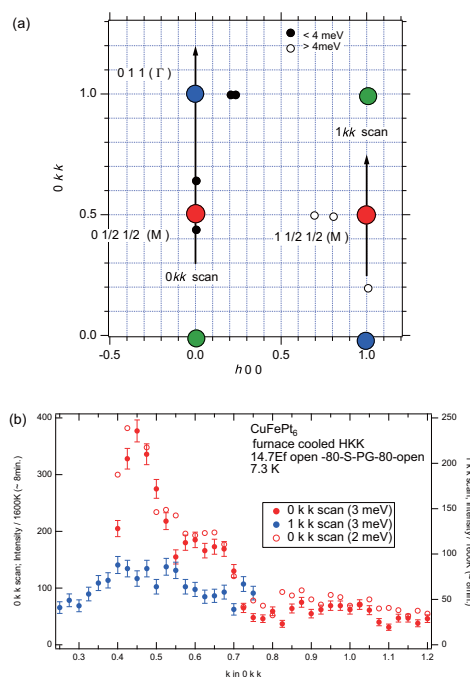 (a)
< 4 meV
> 4meV
0 1 1 (Γ)
1.0
1kk scan
0 k k
0.5
0 1/2 1/2 (M)
1 1/2 1/2 (M)
0kk scan
0.0
-0.5 0.0 0.5 1.0
h 0 0
(b)
400
300
200
100
0
0 k k scan; Intensity / 1600K (~ 8min.)
CuFePt6
furnace cooled HKK
14.7Ef open -80-S-PG-80-open
7.3 K
0 k k scan (3 meV)
1 k k scan (3 meV)
0 k k scan (2 meV)
250
200
150
100
50
0
0.3 0.4 0.5 0.6 0.7 0.8 0.9 1.0 1.1 1.2
k in 0 k k